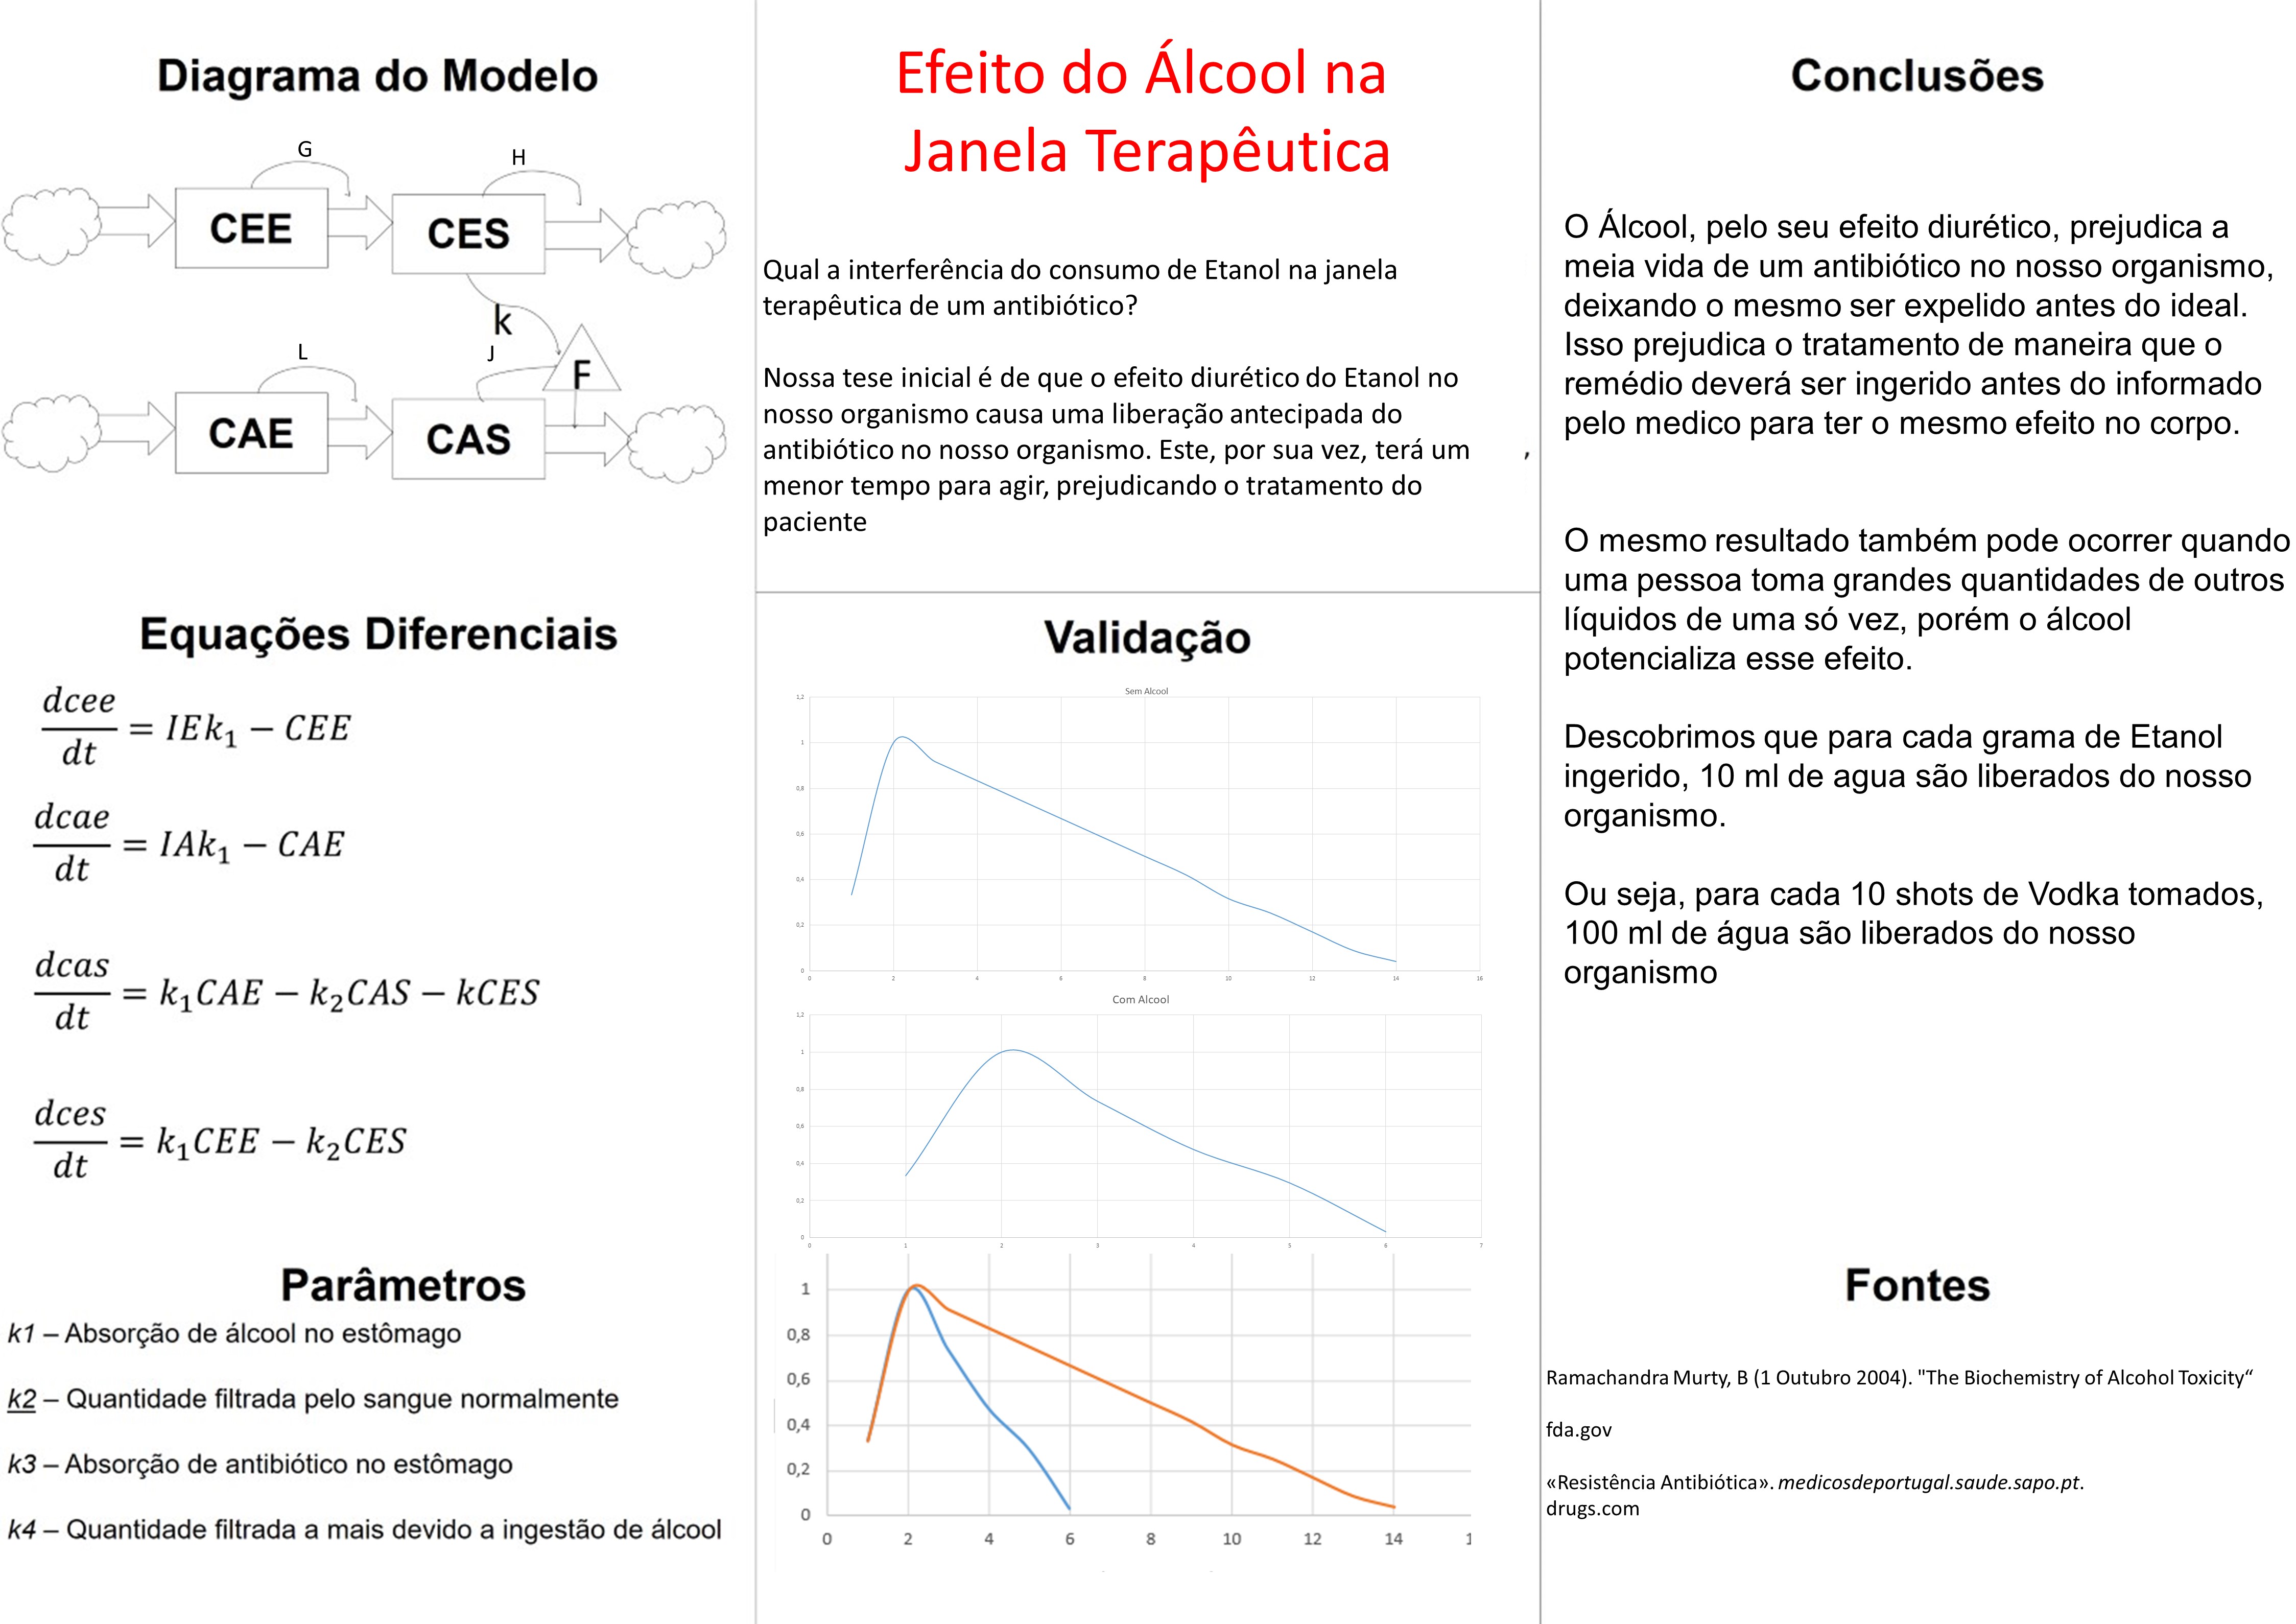 Diagrama do Modelo
G
H
CEE
CES
k
L
J
F
CAE
CAS
Equações Diferenciais
dcee/dt = IEk₁ − CEE
dcae/dt = IAk₁ − CAE
dcas/dt = k₁CAE − k₂CAS − kCES
dces/dt = k₁CEE − k₂CES
Parâmetros
k1 – Absorção de álcool no estômago
k2 – Quantidade filtrada pelo sangue normalmente
k3 – Absorção de antibiótico no estômago
k4 – Quantidade filtrada a mais devido a ingestão de álcool
Efeito do Álcool na
Janela Terapêutica
Qual a interferência do consumo de Etanol na janela
terapêutica de um antibiótico?
Nossa tese inicial é de que o efeito diurético do Etanol no
nosso organismo causa uma liberação antecipada do
antibiótico no nosso organismo. Este, por sua vez, terá um
menor tempo para agir, prejudicando o tratamento do
paciente
,
Validação
Sem Alcool
1,2
1
0,8
0,6
0,4
0,2
0
0 2 4 6 8 10 12 14 16
Com Alcool
1,2
1
0,8
0,6
0,4
0,2
0
0 1 2 3 4 5 6 7
1
0,8
0,6
0,4
0,2
0
0 2 4 6 8 10 12 14 1
Conclusões
O Álcool, pelo seu efeito diurético, prejudica a
meia vida de um antibiótico no nosso organismo,
deixando o mesmo ser expelido antes do ideal.
Isso prejudica o tratamento de maneira que o
remédio deverá ser ingerido antes do informado
pelo medico para ter o mesmo efeito no corpo.
O mesmo resultado também pode ocorrer quando
uma pessoa toma grandes quantidades de outros
líquidos de uma só vez, porém o álcool
potencializa esse efeito.
Descobrimos que para cada grama de Etanol
ingerido, 10 ml de agua são liberados do nosso
organismo.
Ou seja, para cada 10 shots de Vodka tomados,
100 ml de água são liberados do nosso
organismo
Fontes
Ramachandra Murty, B (1 Outubro 2004). "The Biochemistry of Alcohol Toxicity“
fda.gov
«Resistência Antibiótica». medicosdeportugal.saude.sapo.pt.
drugs.com